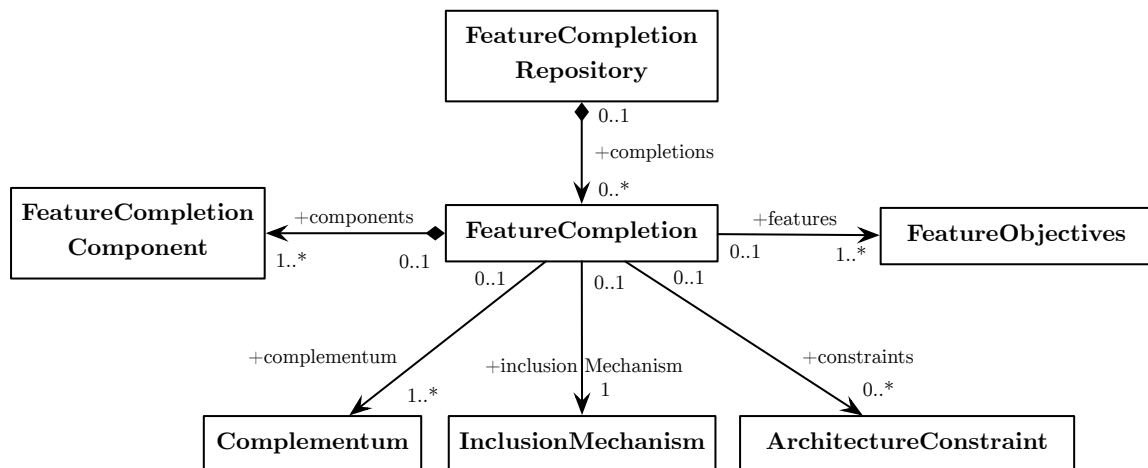 FeatureCompletion
Repository
0..1
+completions
0..*
FeatureCompletion
Component
+components
1..*
0..1
FeatureCompletion
+features
0..1
1..*
FeatureObjectives
0..1
0..1
0..1
+complementum
+inclusion Mechanism
+constraints
1..*
1
0..*
Complementum
InclusionMechanism
ArchitectureConstraint